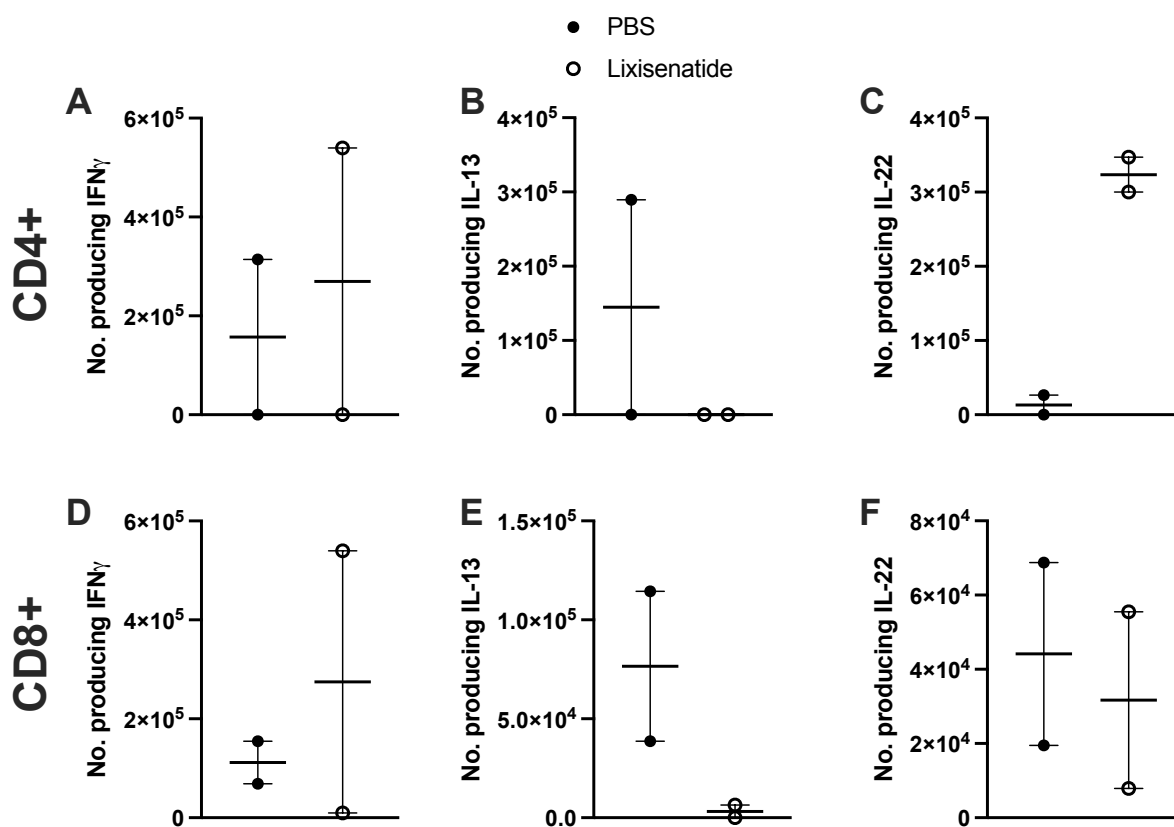 PBS
Lixisenatide
A
No. producing IFNγ
6×10⁵
4×10⁵
2×10⁵
0
B
No. producing IL-13
4×10⁵
3×10⁵
2×10⁵
1×10⁵
0
C
No. producing IL-22
4×10⁵
3×10⁵
2×10⁵
1×10⁵
0
CD4+
D
No. producing IFNγ
6×10⁵
4×10⁵
2×10⁵
0
E
No. producing IL-13
1.5×10⁵
1.0×10⁵
5.0×10⁴
0.0
F
No. producing IL-22
8×10⁴
6×10⁴
4×10⁴
2×10⁴
0
CD8+